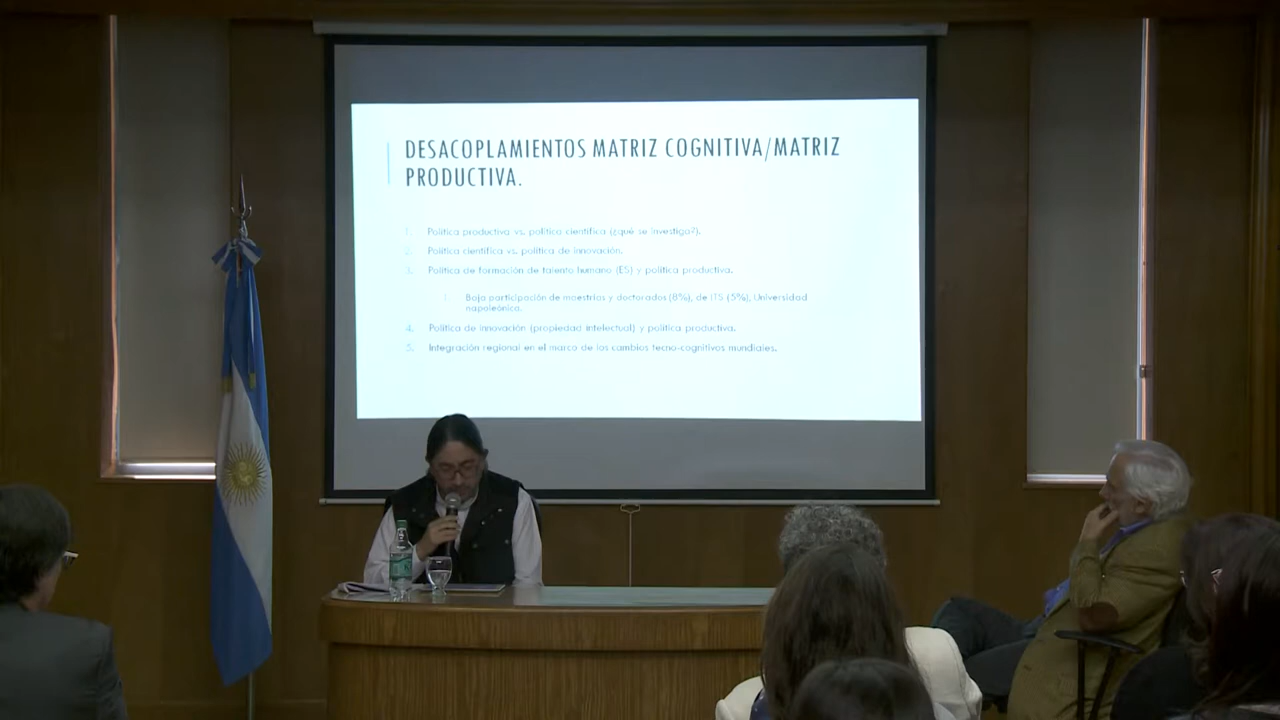 DESACOPLAMIENTOS MATRIZ COGNITIVA/MATRIZ
PRODUCTIVA.
1. Política productiva vs. política científica (¿qué se investiga?).
2. Política científica vs. política de innovación.
3. Política de formación de talento humano (ES) y política productiva.
1. Baja participación de maestrías y doctorados (8%), de ITS (5%), Universidad
napoleónica.
4. Política de innovación (propiedad intelectual) y política productiva.
5. Integración regional en el marco de los cambios tecno-cognitivos mundiales.